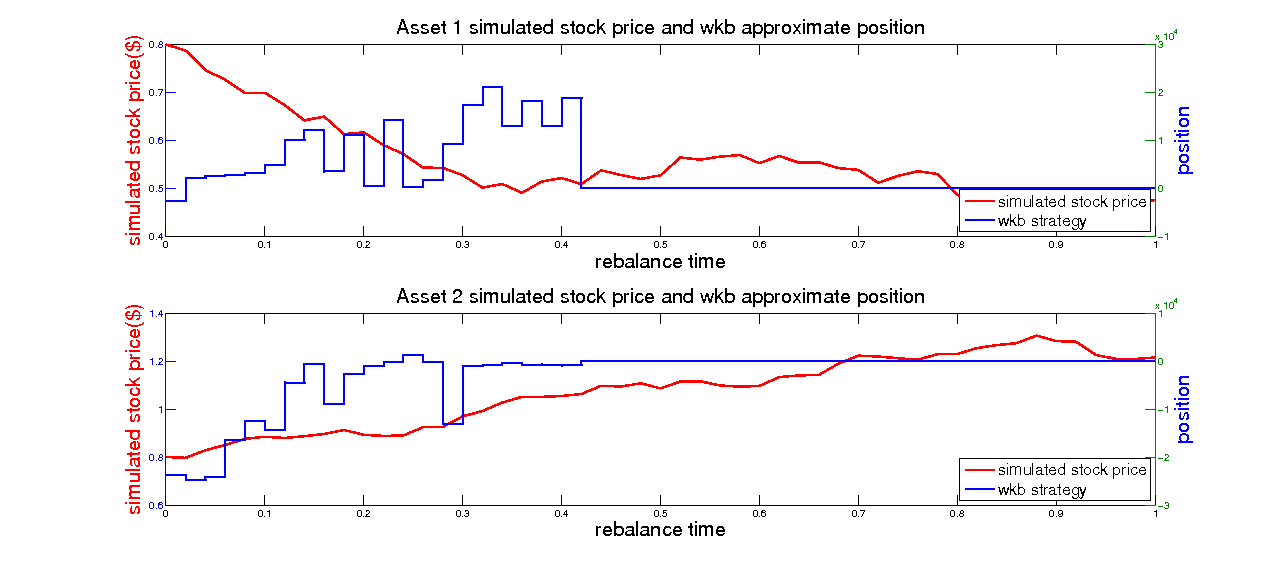 Asset 1 simulated stock price and wkb approximate position
x 10^4
0.8
0.7
0.6
0.5
0.4
simulated stock price($)
3
2
1
0
−1
position
simulated stock price
wkb strategy
0 0.1 0.2 0.3 0.4 0.5 0.6 0.7 0.8 0.9 1
rebalance time
Asset 2 simulated stock price and wkb approximate position
x 10^4
1.4
1.2
1
0.8
0.6
simulated stock price($)
1
0
−1
−2
−3
position
simulated stock price
wkb strategy
0 0.1 0.2 0.3 0.4 0.5 0.6 0.7 0.8 0.9 1
rebalance time